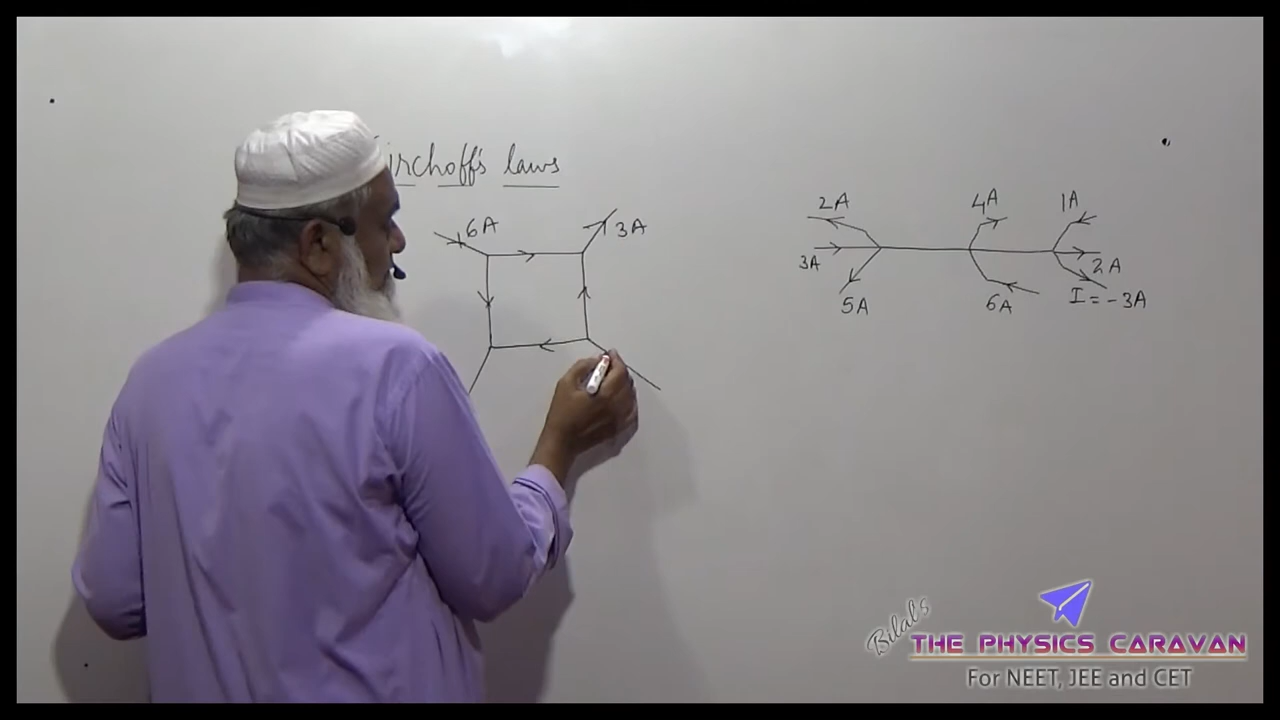 irchoff's laws
6A
3A
2A
4A
1A
3A
2A
5A
6A
I = -3A
Bilal's
THE PHYSICS CARAVAN
For NEET, JEE and CET